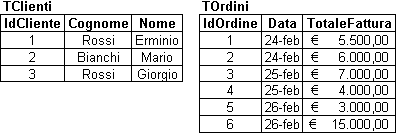 TClienti
IdCliente Cognome Nome
1 Rossi Erminio
2 Bianchi Mario
3 Rossi Giorgio
TOrdini
IdOrdine Data TotaleFattura
1 24-feb € 5.500,00
2 24-feb € 6.000,00
3 25-feb € 7.000,00
4 25-feb € 4.000,00
5 26-feb € 3.000,00
6 26-feb € 15.000,00